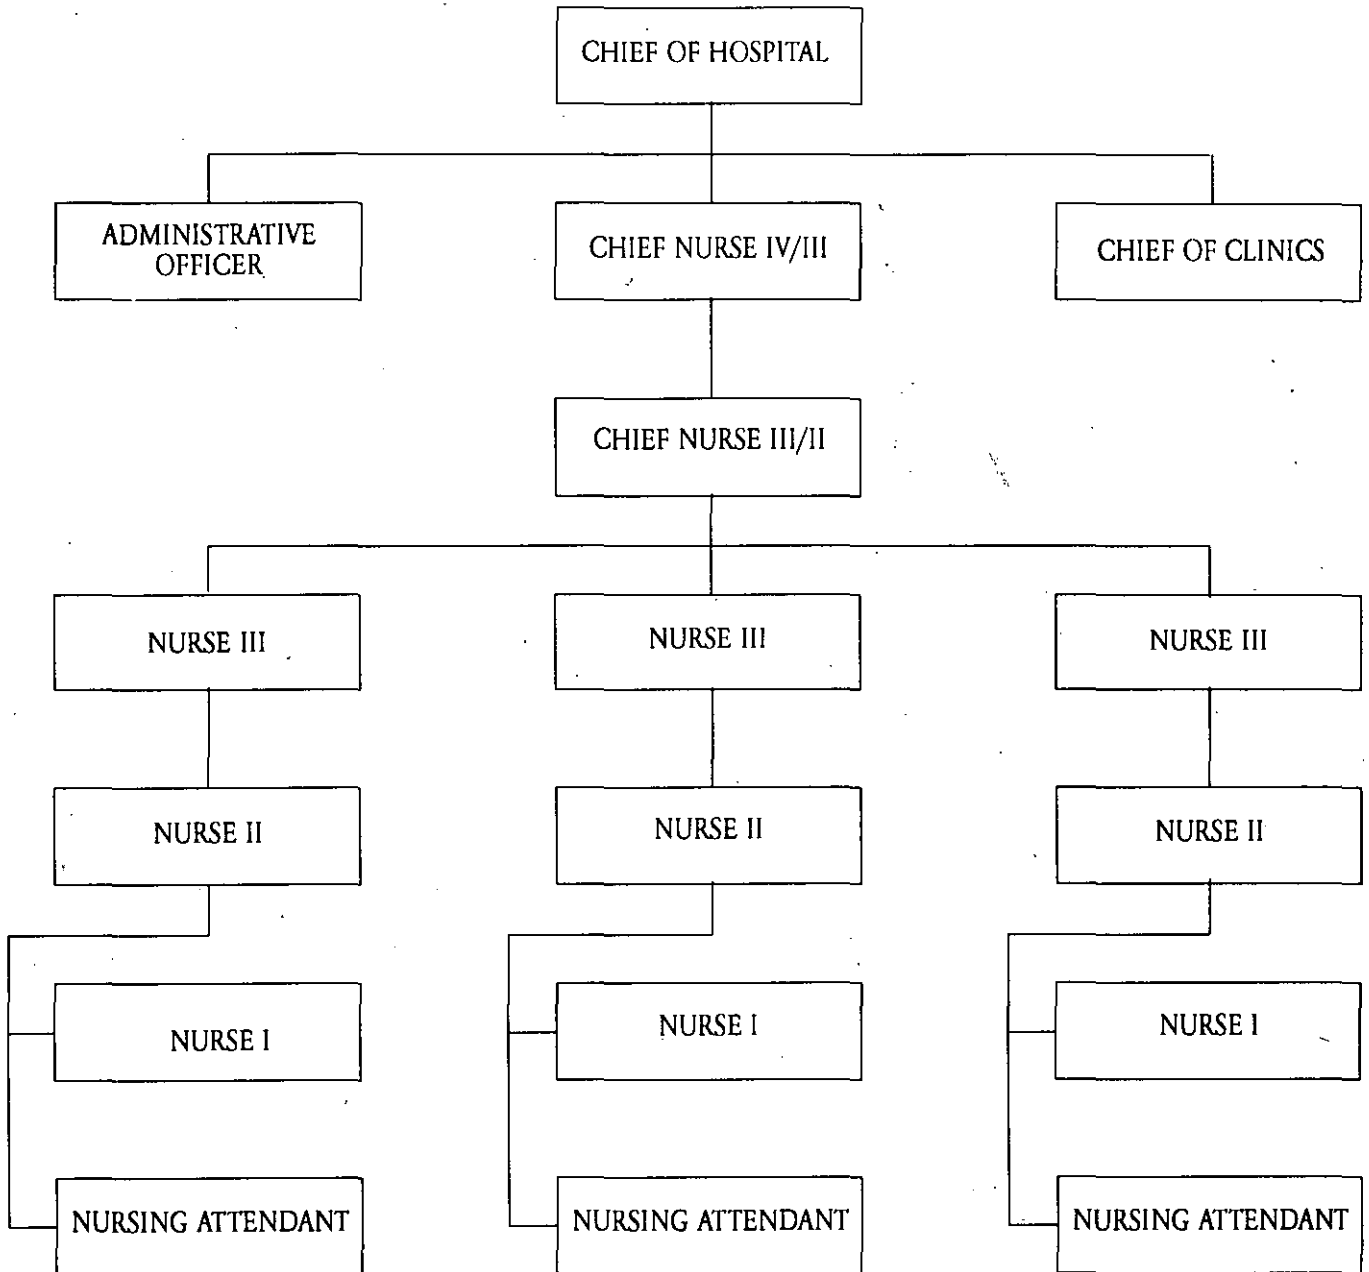 CHIEF OF HOSPITAL
ADMINISTRATIVE
OFFICER
CHIEF NURSE IV/III
CHIEF OF CLINICS
CHIEF NURSE III/II
NURSE III
NURSE III
NURSE III
NURSE II
NURSE II
NURSE II
NURSE I
NURSE I
NURSE I
NURSING ATTENDANT
NURSING ATTENDANT
NURSING ATTENDANT